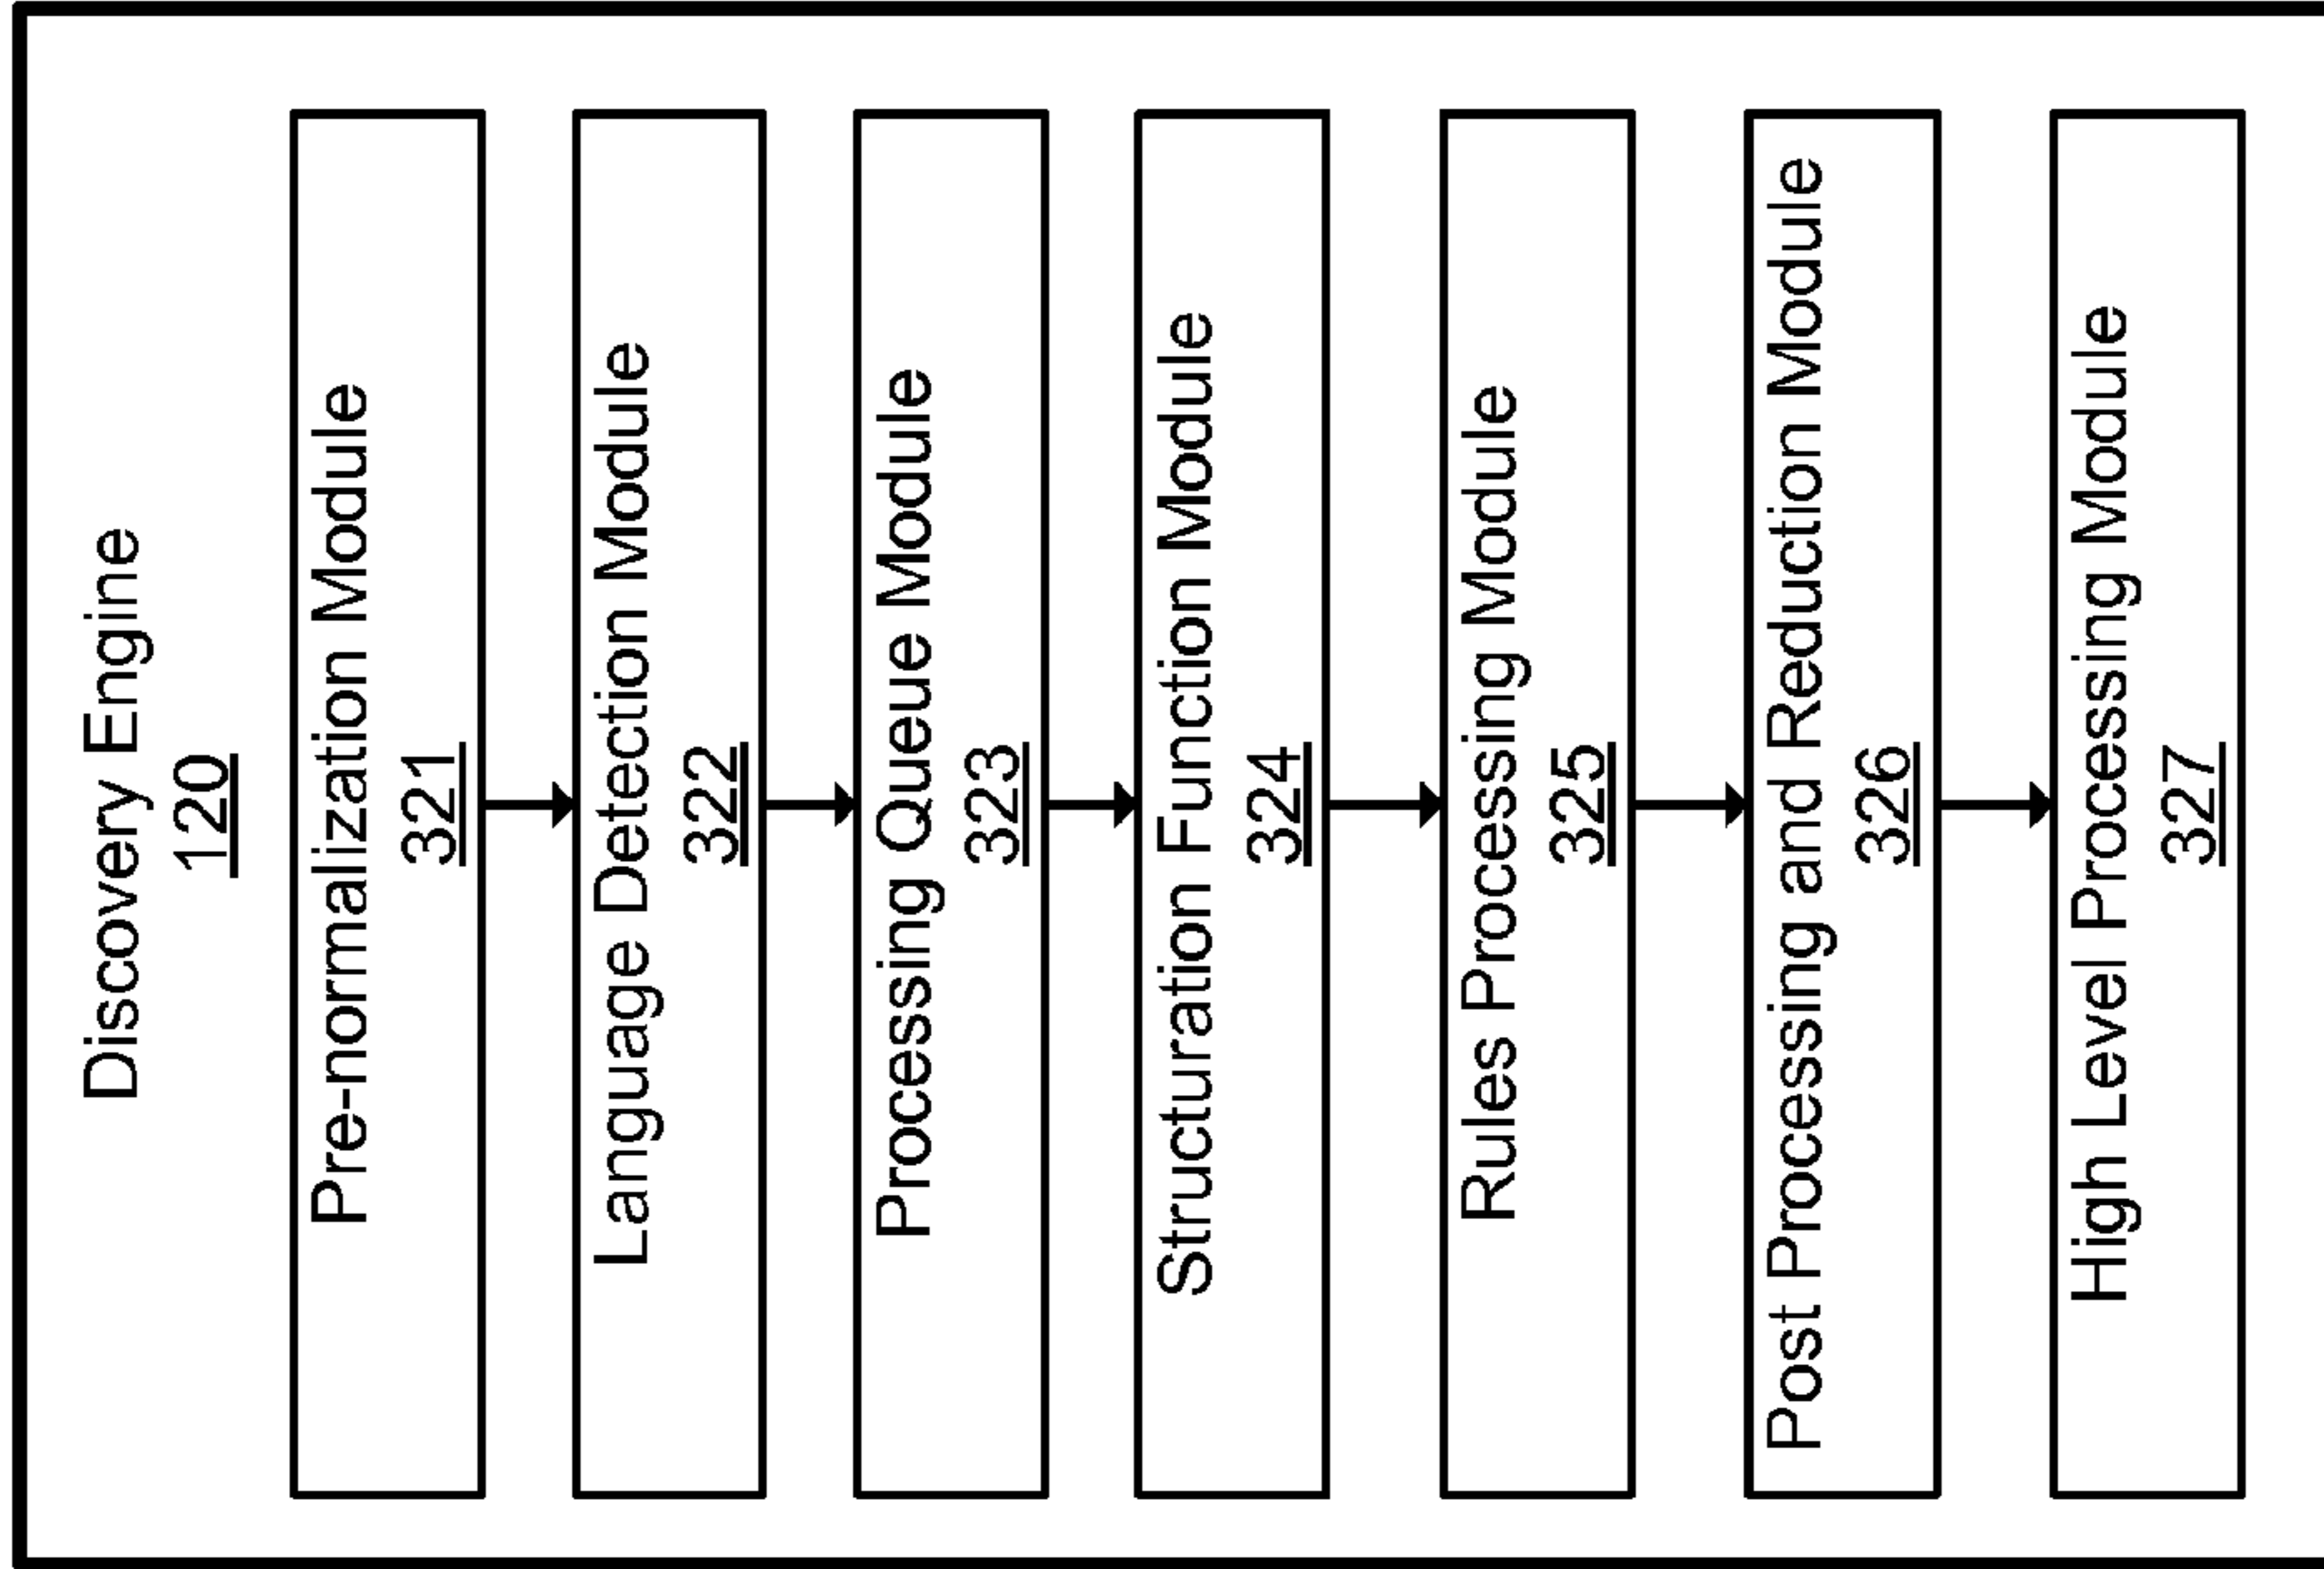 Discovery Engine
120
Pre-normalization Module
321
Language Detection Module
322
Processing Queue Module
323
Structuration Function Module
324
Rules Processing Module
325
Post Processing and Reduction Module
326
High Level Processing Module
327